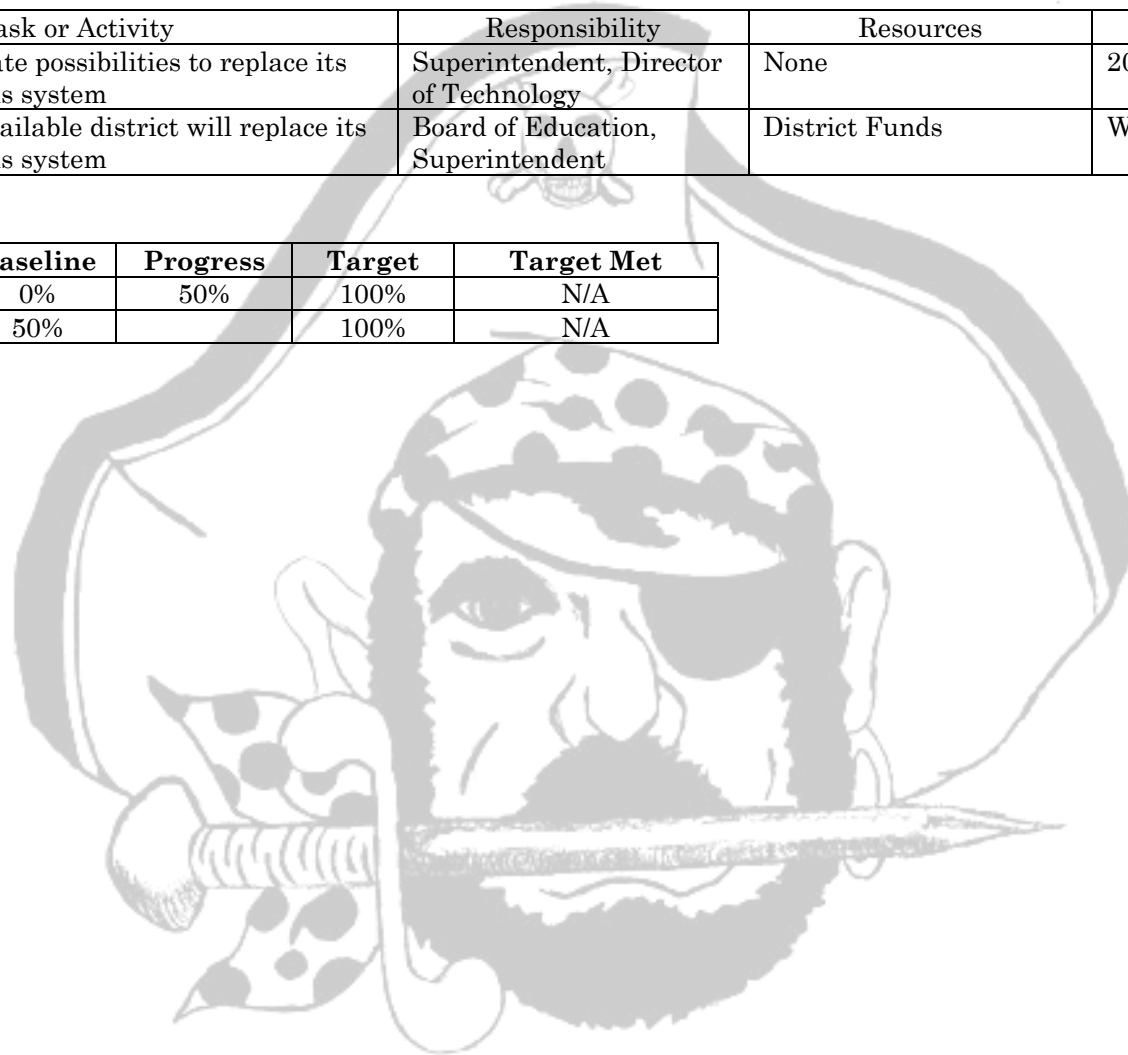 ask or Activity Responsibility Resources
ate possibilities to replace its Superintendent, Director None 20
s system of Technology
ailable district will replace its Board of Education, District Funds W
s system Superintendent
aseline Progress Target Target Met
0% 50% 100% N/A
50% 100% N/A